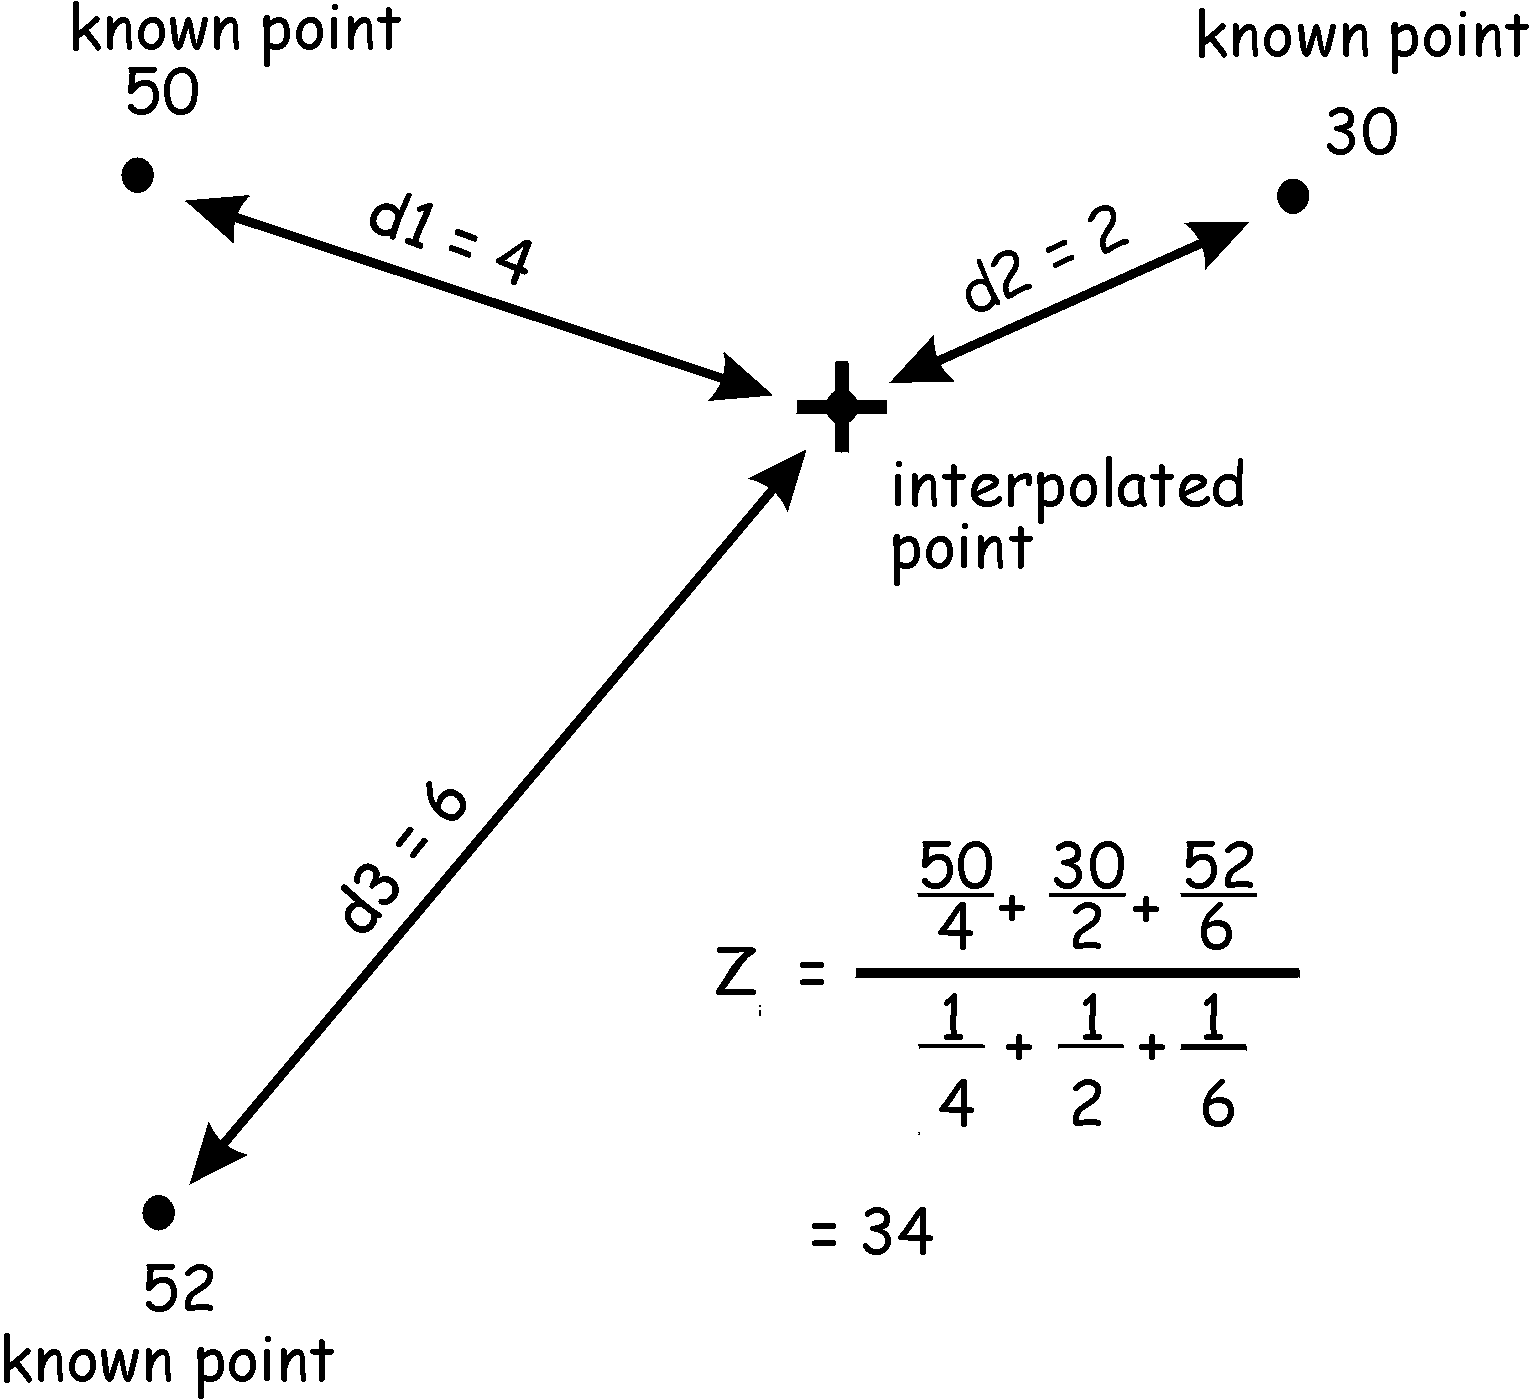 known point
50
known point
30
d1 = 4
d2 = 2
interpolated
point
d3 = 6
50/4 + 30/2 + 52/6
Z i =
1/4 + 1/2 + 1/6
= 34
52
known point